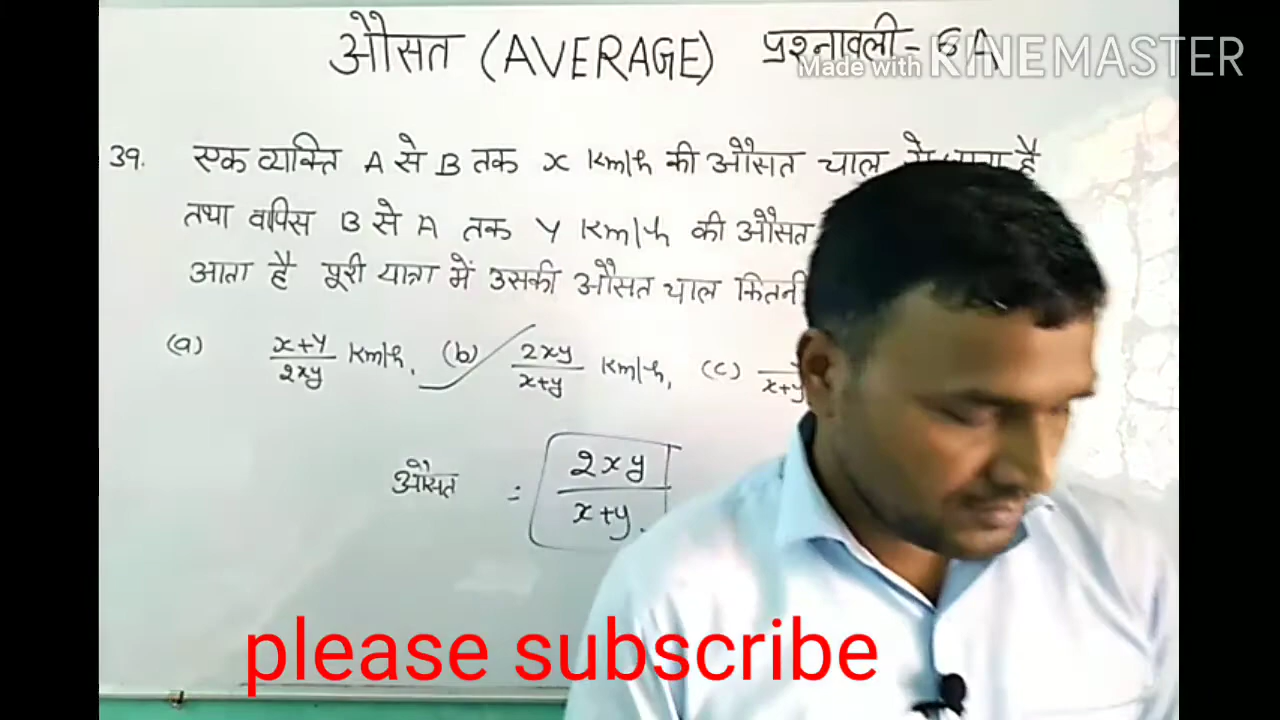 औसत (AVERAGE) प्रश्नावली - 6A
Made with KINEMASTER
39. एक व्यक्ति A से B तक x Km/h की औसत चाल है
तथा वापिस B से A तक y Km/h की औसत
आता है पूरी यात्रा में उसकी औसत चाल कितनी
(a) x+y/2xy Km/h, (b) 2xy/x+y Km/h, (c) x+y
औसत = 2xy/x+y
please subscribe